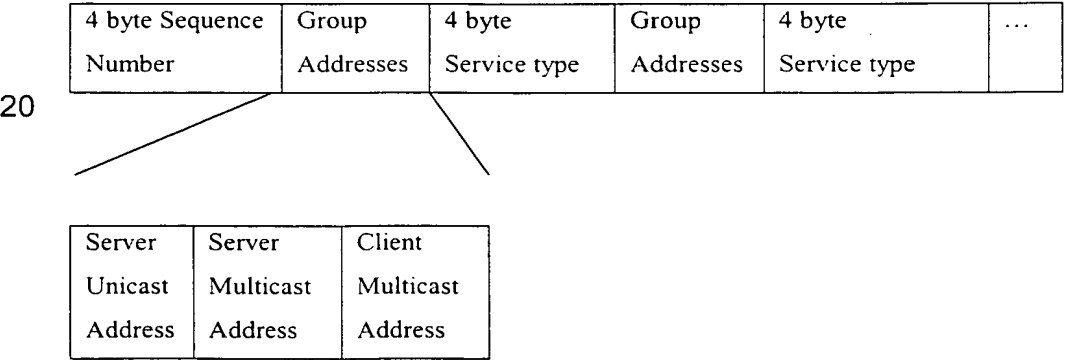 4 byte Sequence Number
Group Addresses
4 byte Service type
Group Addresses
4 byte Service type
...
20
Server Unicast Address
Server Multicast Address
Client Multicast Address